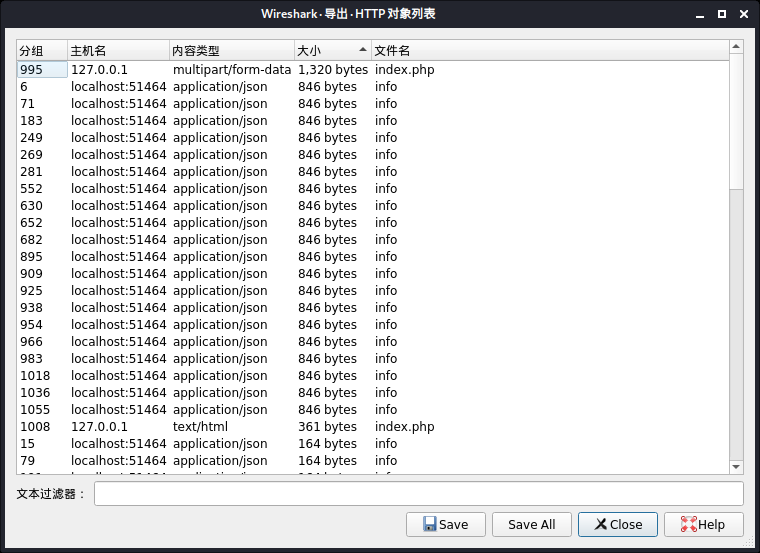 Wireshark · 导出 · HTTP 对象列表
分组 主机名 内容类型 大小 文件名
995 127.0.0.1 multipart/form-data 1,320 bytes index.php
6 localhost:51464 application/json 846 bytes info
71 localhost:51464 application/json 846 bytes info
183 localhost:51464 application/json 846 bytes info
249 localhost:51464 application/json 846 bytes info
269 localhost:51464 application/json 846 bytes info
281 localhost:51464 application/json 846 bytes info
552 localhost:51464 application/json 846 bytes info
630 localhost:51464 application/json 846 bytes info
652 localhost:51464 application/json 846 bytes info
682 localhost:51464 application/json 846 bytes info
895 localhost:51464 application/json 846 bytes info
909 localhost:51464 application/json 846 bytes info
925 localhost:51464 application/json 846 bytes info
938 localhost:51464 application/json 846 bytes info
954 localhost:51464 application/json 846 bytes info
966 localhost:51464 application/json 846 bytes info
983 localhost:51464 application/json 846 bytes info
1018 localhost:51464 application/json 846 bytes info
1036 localhost:51464 application/json 846 bytes info
1055 localhost:51464 application/json 846 bytes info
1008 127.0.0.1 text/html 361 bytes index.php
15 localhost:51464 application/json 164 bytes info
79 localhost:51464 application/json 164 bytes info
文本过滤器：
Save Save All Close Help